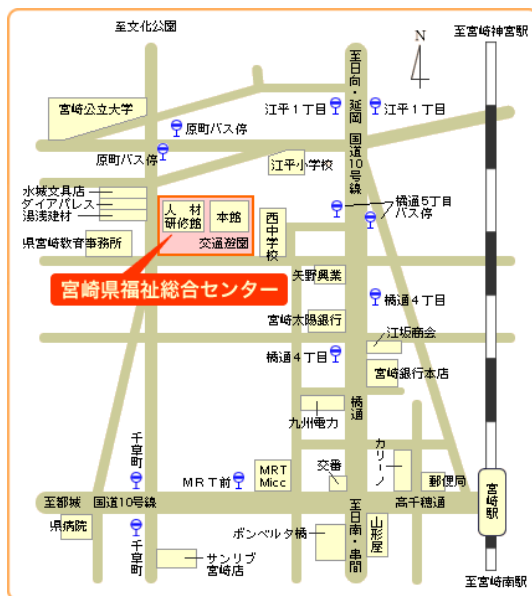 至文化公園
至宮崎神宮駅
N
至日向・延岡
国道10号線
宮崎公立大学
江平1丁目
江平1丁目
原町バス停
原町バス停
江平小学校
水城文具店
ダイアパレス
湯浅建材
人材
研修館
本館
交通遊園
西中学校
橘通5丁目
バス停
県宮崎教育事務所
宮崎県福祉総合センター
矢野興業
橘通4丁目
宮崎太陽銀行
江坂商会
橘通4丁目
宮崎銀行本店
橘通
九州電力
千草町
MRT前
MRT
Micc
交番
カリーノ
郵便局
宮崎駅
至都城
国道10号線
高千穂通
県病院
千草町
サンリブ
宮崎店
ボンベルタ橘
至日南・串間
山形屋
至宮崎南駅